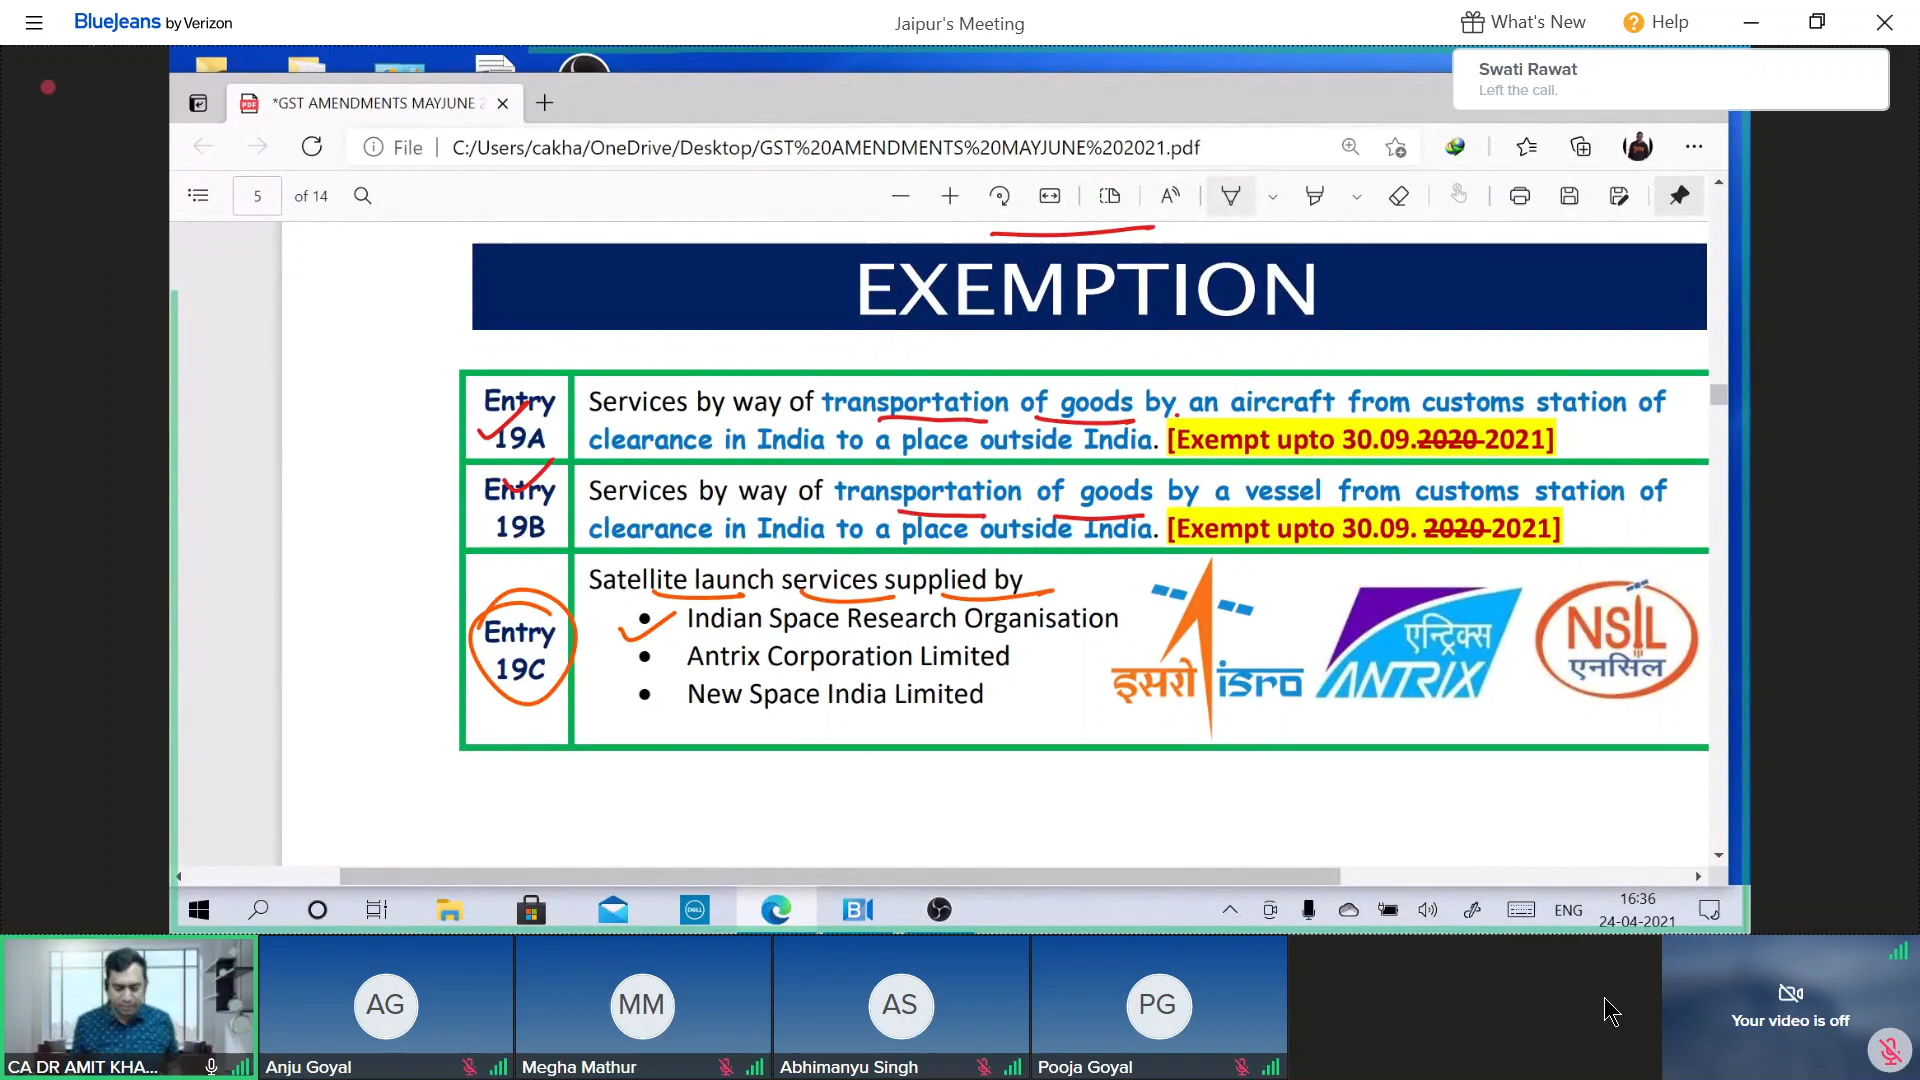 BlueJeans by Verizon
Jaipur's Meeting
What's New
Help
Swati Rawat
Left the call.
*GST AMENDMENTS MAYJUNE 2
File
C:/Users/cakha/OneDrive/Desktop/GST%20AMENDMENTS%20MAYJUNE%202021.pdf
5 of 14
EXEMPTION
Entry 19A
Services by way of transportation of goods by an aircraft from customs station of
clearance in India to a place outside India. [Exempt upto 30.09.2020 2021]
Entry 19B
Services by way of transportation of goods by a vessel from customs station of
clearance in India to a place outside India. [Exempt upto 30.09. 2020 2021]
Entry 19C
Satellite launch services supplied by
• Indian Space Research Organisation
• Antrix Corporation Limited
• New Space India Limited
इसरो isro
एन्ट्रिक्स
ANTRIX
NSIL
एनसिल
DELL
ENG
16:36
24-04-2021
AG
MM
AS
PG
Your video is off
CA DR AMIT KHA...
Anju Goyal
Megha Mathur
Abhimanyu Singh
Pooja Goyal